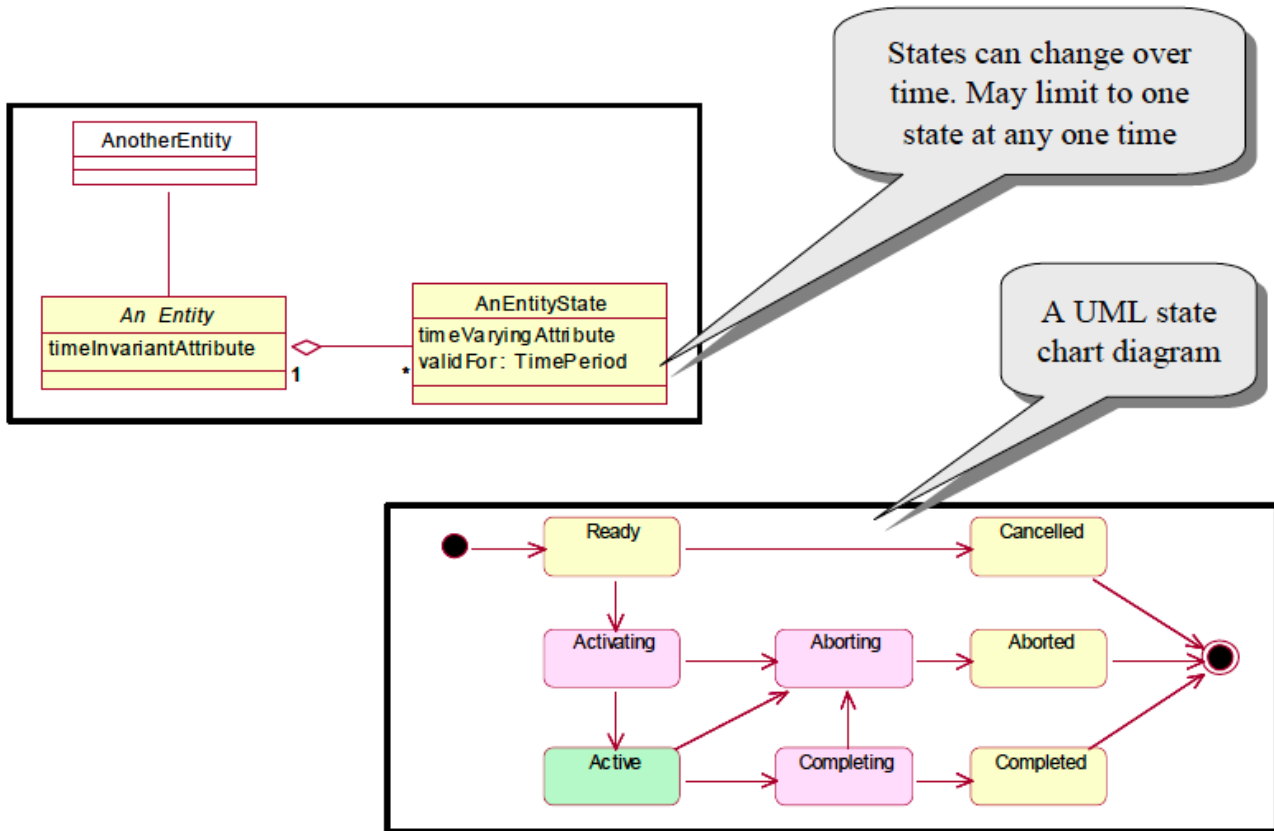 States can change over
time. May limit to one
state at any one time
AnotherEntity
An Entity
timeInvariantAttribute
1
*
AnEntityState
timeVaryingAttribute
validFor: TimePeriod
A UML state
chart diagram
Ready
Cancelled
Activating
Aborting
Aborted
Active
Completing
Completed